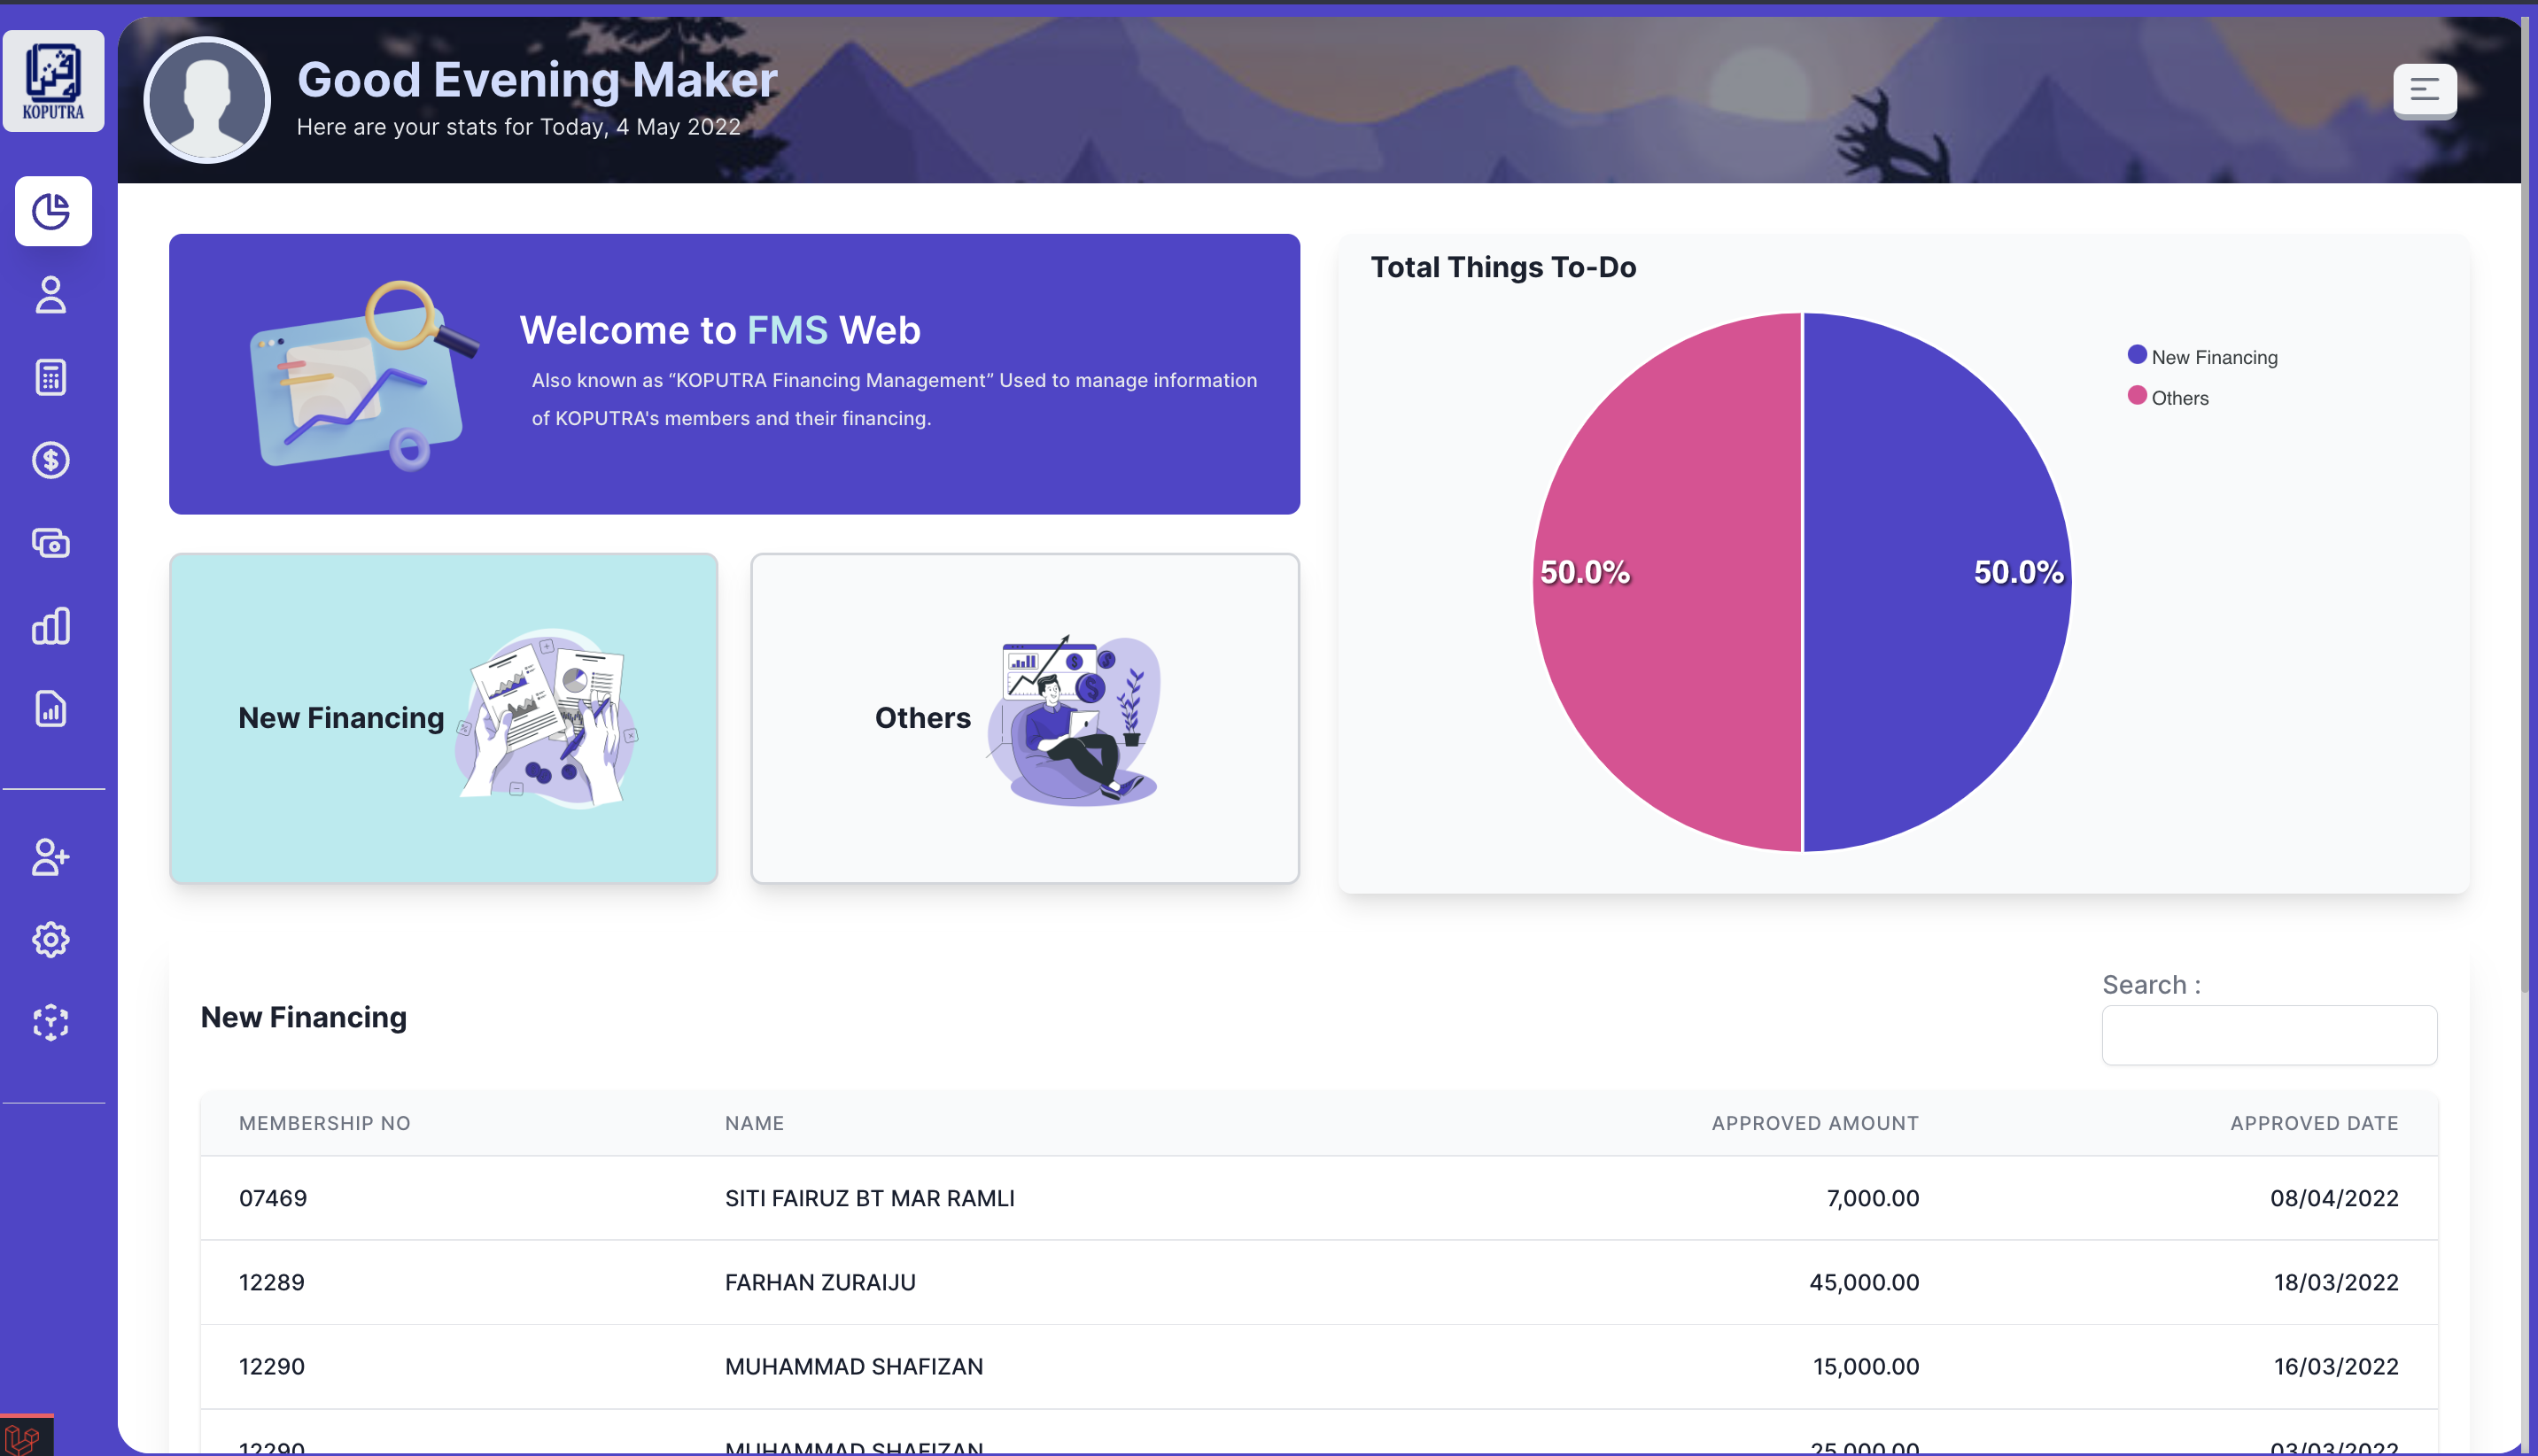 KOPUTRA
Good Evening Maker
Here are your stats for Today, 4 May 2022
Welcome to FMS Web
Also known as “KOPUTRA Financing Management” Used to manage information
of KOPUTRA's members and their financing.
New Financing
Others
Total Things To-Do
50.0%
50.0%
New Financing
Others
New Financing
Search :
MEMBERSHIP NO NAME APPROVED AMOUNT APPROVED DATE
07469 SITI FAIRUZ BT MAR RAMLI 7,000.00 08/04/2022
12289 FARHAN ZURAIJU 45,000.00 18/03/2022
12290 MUHAMMAD SHAFIZAN 15,000.00 16/03/2022
12290 MUHAMMAD SHAFIZAN 25,000.00 03/03/2022